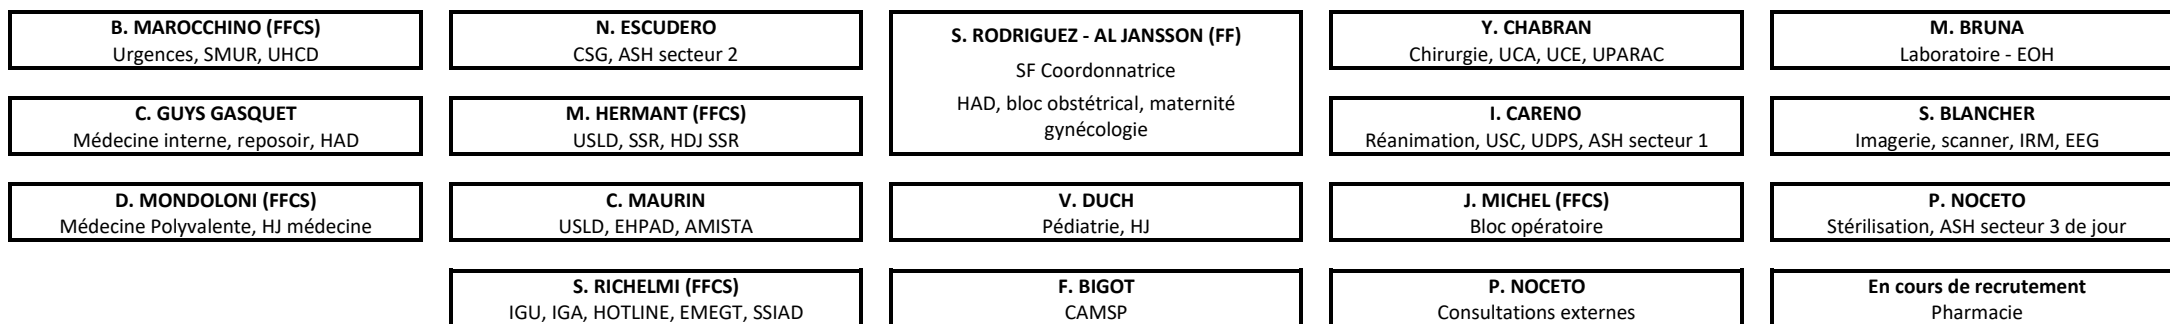 B. MAROCCHINO (FFCS)
Urgences, SMUR, UHCD
N. ESCUDERO
CSG, ASH secteur 2
S. RODRIGUEZ - AL JANSSON (FF)
SF Coordonnatrice
HAD, bloc obstétrical, maternité
gynécologie
Y. CHABRAN
Chirurgie, UCA, UCE, UPARAC
M. BRUNA
Laboratoire - EOH
C. GUYS GASQUET
Médecine interne, reposoir, HAD
M. HERMANT (FFCS)
USLD, SSR, HDJ SSR
I. CARENO
Réanimation, USC, UDPS, ASH secteur 1
S. BLANCHER
Imagerie, scanner, IRM, EEG
D. MONDOLONI (FFCS)
Médecine Polyvalente, HJ médecine
C. MAURIN
USLD, EHPAD, AMISTA
V. DUCH
Pédiatrie, HJ
J. MICHEL (FFCS)
Bloc opératoire
P. NOCETO
Stérilisation, ASH secteur 3 de jour
S. RICHELMI (FFCS)
IGU, IGA, HOTLINE, EMEGT, SSIAD
F. BIGOT
CAMSP
P. NOCETO
Consultations externes
En cours de recrutement
Pharmacie